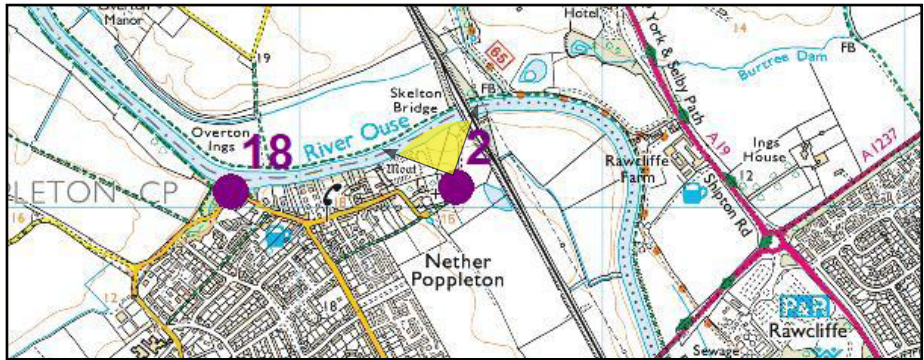 Overton
Manor
19
Skelton
Bridge
FB
65
Hotel
York & Selby Path
14
Burtree Dam
FB
Overton
Ings
18
River Ouse
2
Moat
A19
Ings
House
A1237
Rawcliffe
Farm
12
Shipton Rd
PLETON CP
16
18
16
Nether
Poppleton
12
18
P&R
Rawcliffe
Sewage